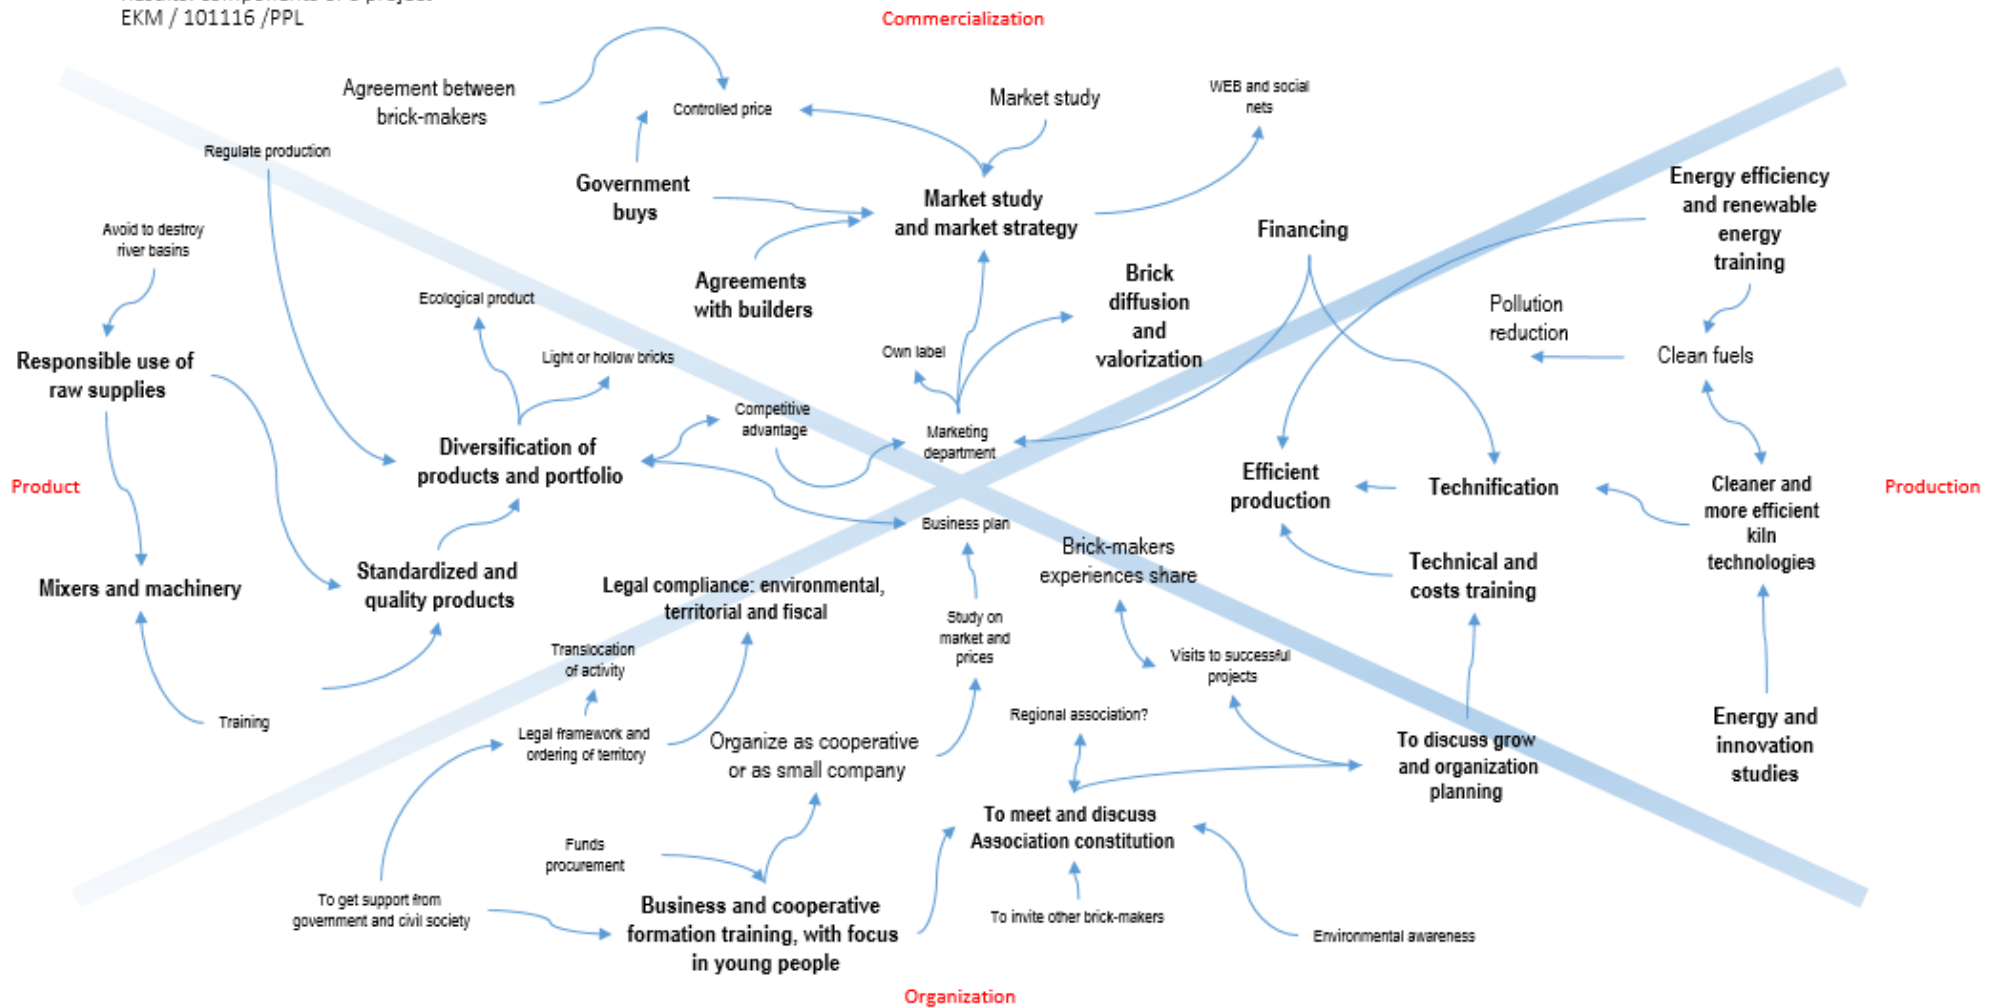 Results: components of a project
EKM / 101116 /PPL
Commercialization
Agreement between
brick-makers
Controlled price
Market study
WEB and social
nets
Regulate production
Government
buys
Market study
and market strategy
Energy efficiency
and renewable
energy
training
Avoid to destroy
river basins
Financing
Agreements
with builders
Brick
diffusion
and
valorization
Ecological product
Pollution
reduction
Light or hollow bricks
Own label
Clean fuels
Responsible use of
raw supplies
Competitive
advantage
Marketing
department
Diversification of
products and portfolio
Efficient
production
Technification
Cleaner and
more efficient
kiln
technologies
Product
Production
Business plan
Brick-makers
experiences share
Technical and
costs training
Mixers and machinery
Standardized and
quality products
Legal compliance: environmental,
territorial and fiscal
Study on
market and
prices
Translocation
of activity
Visits to successful
projects
Training
Regional association?
Legal framework and
ordering of territory
Organize as cooperative
or as small company
To discuss grow
and organization
planning
Energy and
innovation
studies
To meet and discuss
Association constitution
Funds
procurement
To get support from
government and civil society
Business and cooperative
formation training, with focus
in young people
To invite other brick-makers
Environmental awareness
Organization